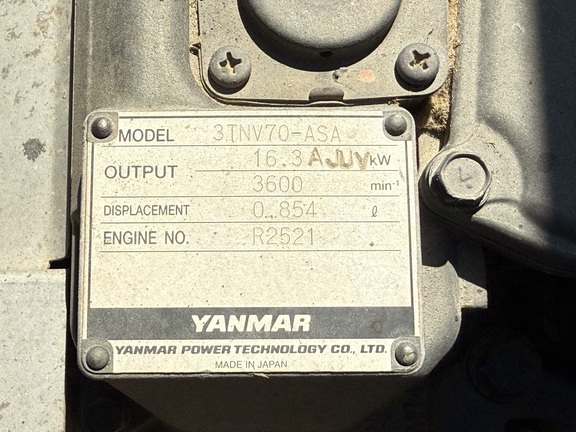 MODEL 3TNV70-ASA
OUTPUT 16.3 AJUV kW
3600 min-¹
DISPLACEMENT 0.854 ℓ
ENGINE NO. R2521
YANMAR
YANMAR POWER TECHNOLOGY CO., LTD.
MADE IN JAPAN